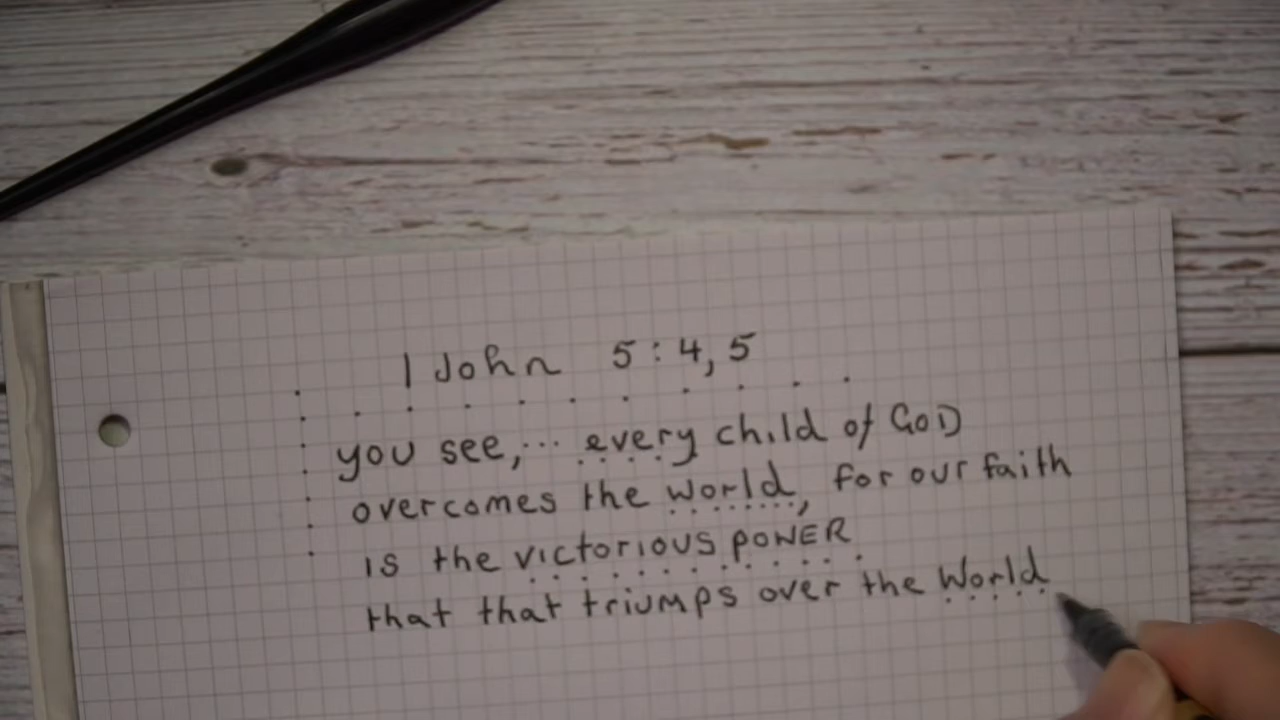 1 John 5:4,5
you see,... every child of GOD
overcomes the world, for our faith
is the victorious poWER
that that triumps over the World